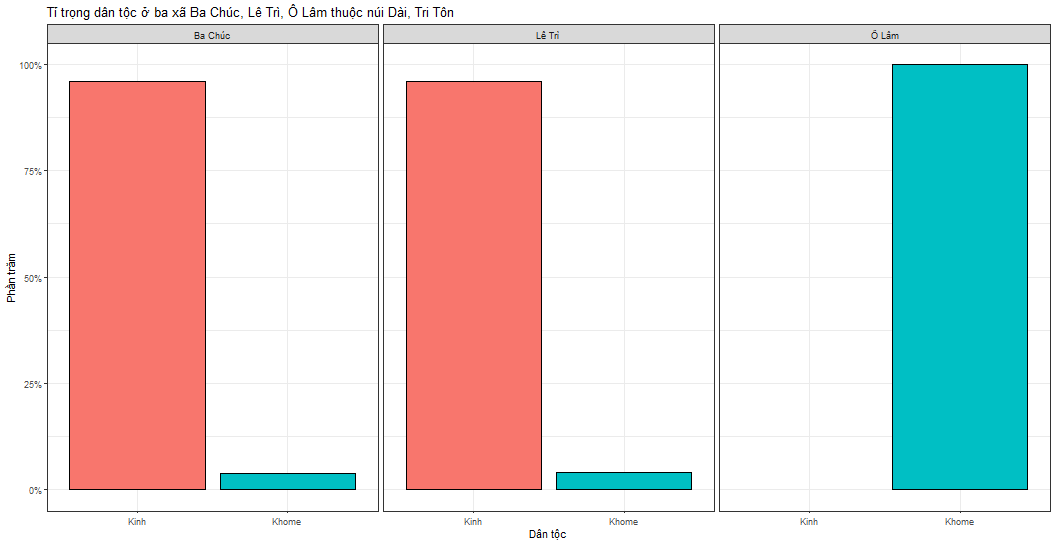 Tỉ trọng dân tộc ở ba xã Ba Chúc, Lê Trì, Ô Lâm thuộc núi Dài, Tri Tôn
Ba Chúc
Lê Trì
Ô Lâm
100%
75%
50%
25%
0%
Phần trăm
Kinh
Khome
Kinh
Khome
Kinh
Khome
Dân tộc